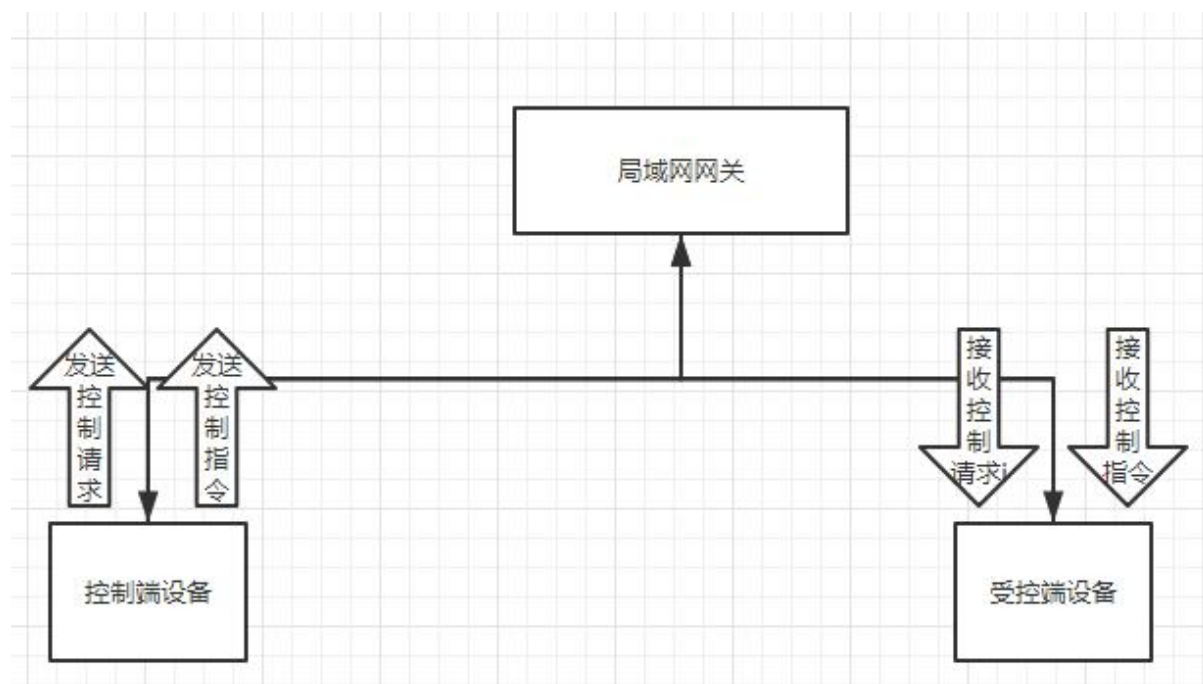 局域网网关
发送控制请求
发送控制指令
接收控制请求i
接收控制指令
控制端设备
受控端设备